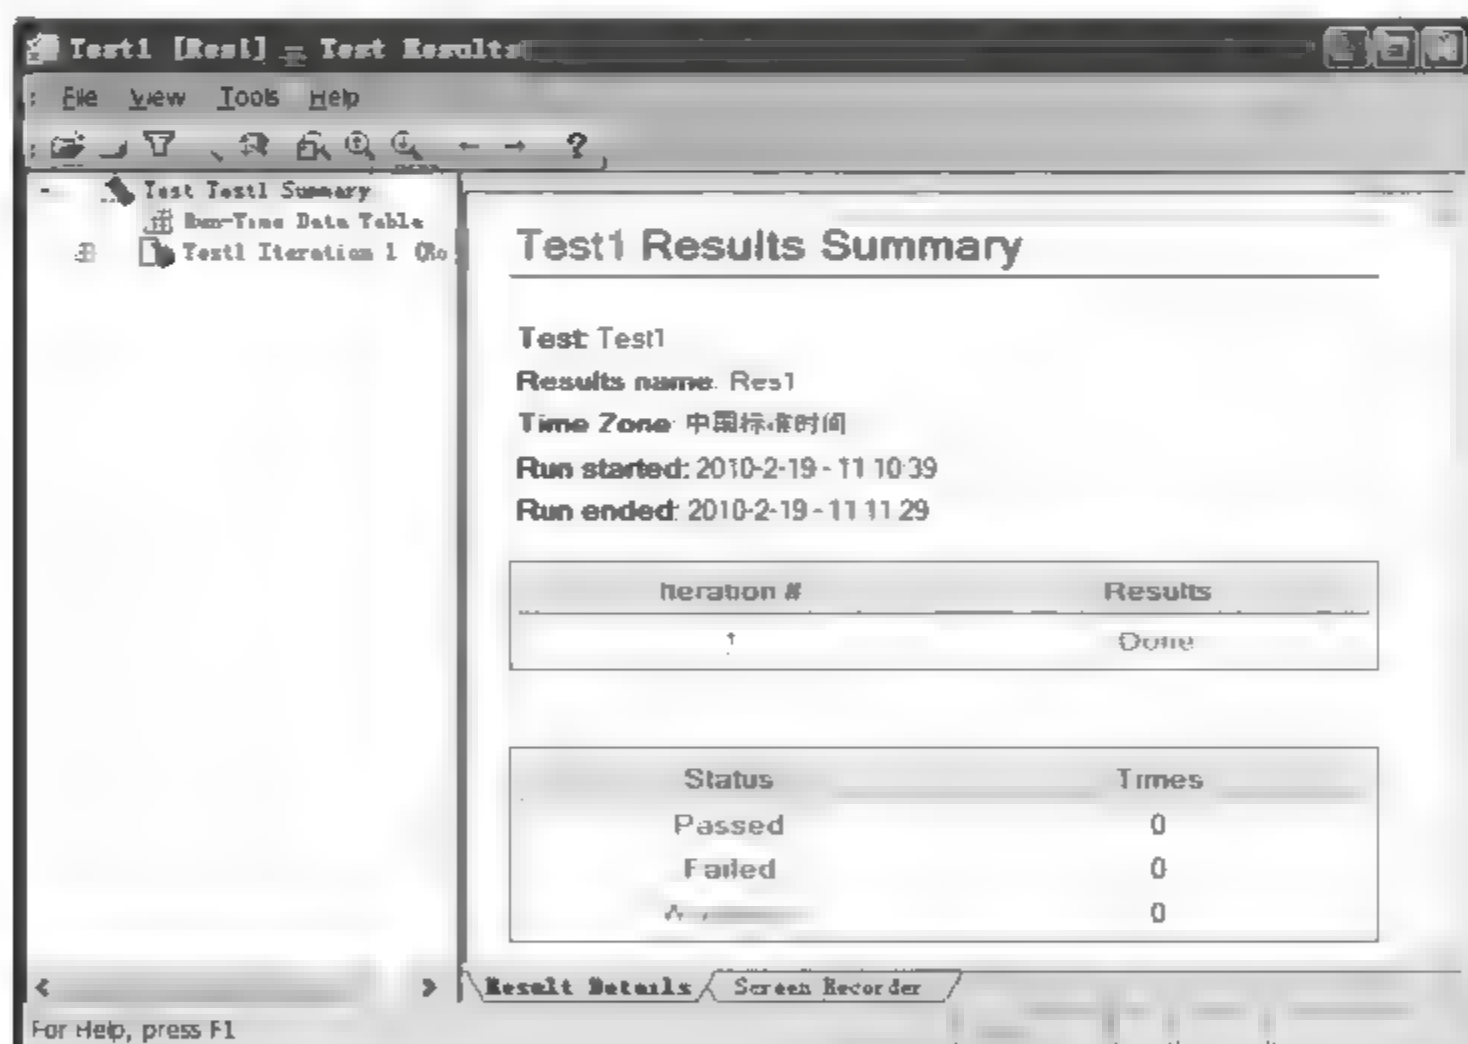 Test1 [Res1] - Test Results
File View Tools Help
Test Test1 Summary
Run-Time Data Table
Test1 Iteration 1 (Ro
Test1 Results Summary
Test: Test1
Results name: Res1
Time Zone: 中国标准时间
Run started: 2010-2-19 - 11:10:39
Run ended: 2010-2-19 - 11:11:29
Iteration # Results
1 Done
Status Times
Passed 0
Failed 0
0
Result Details Screen Recorder
For Help, press F1